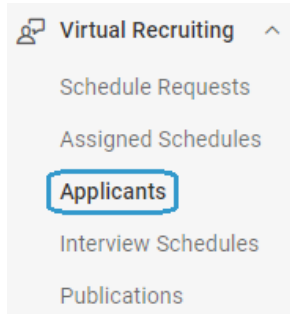 Virtual Recruiting
Schedule Requests
Assigned Schedules
Applicants
Interview Schedules
Publications